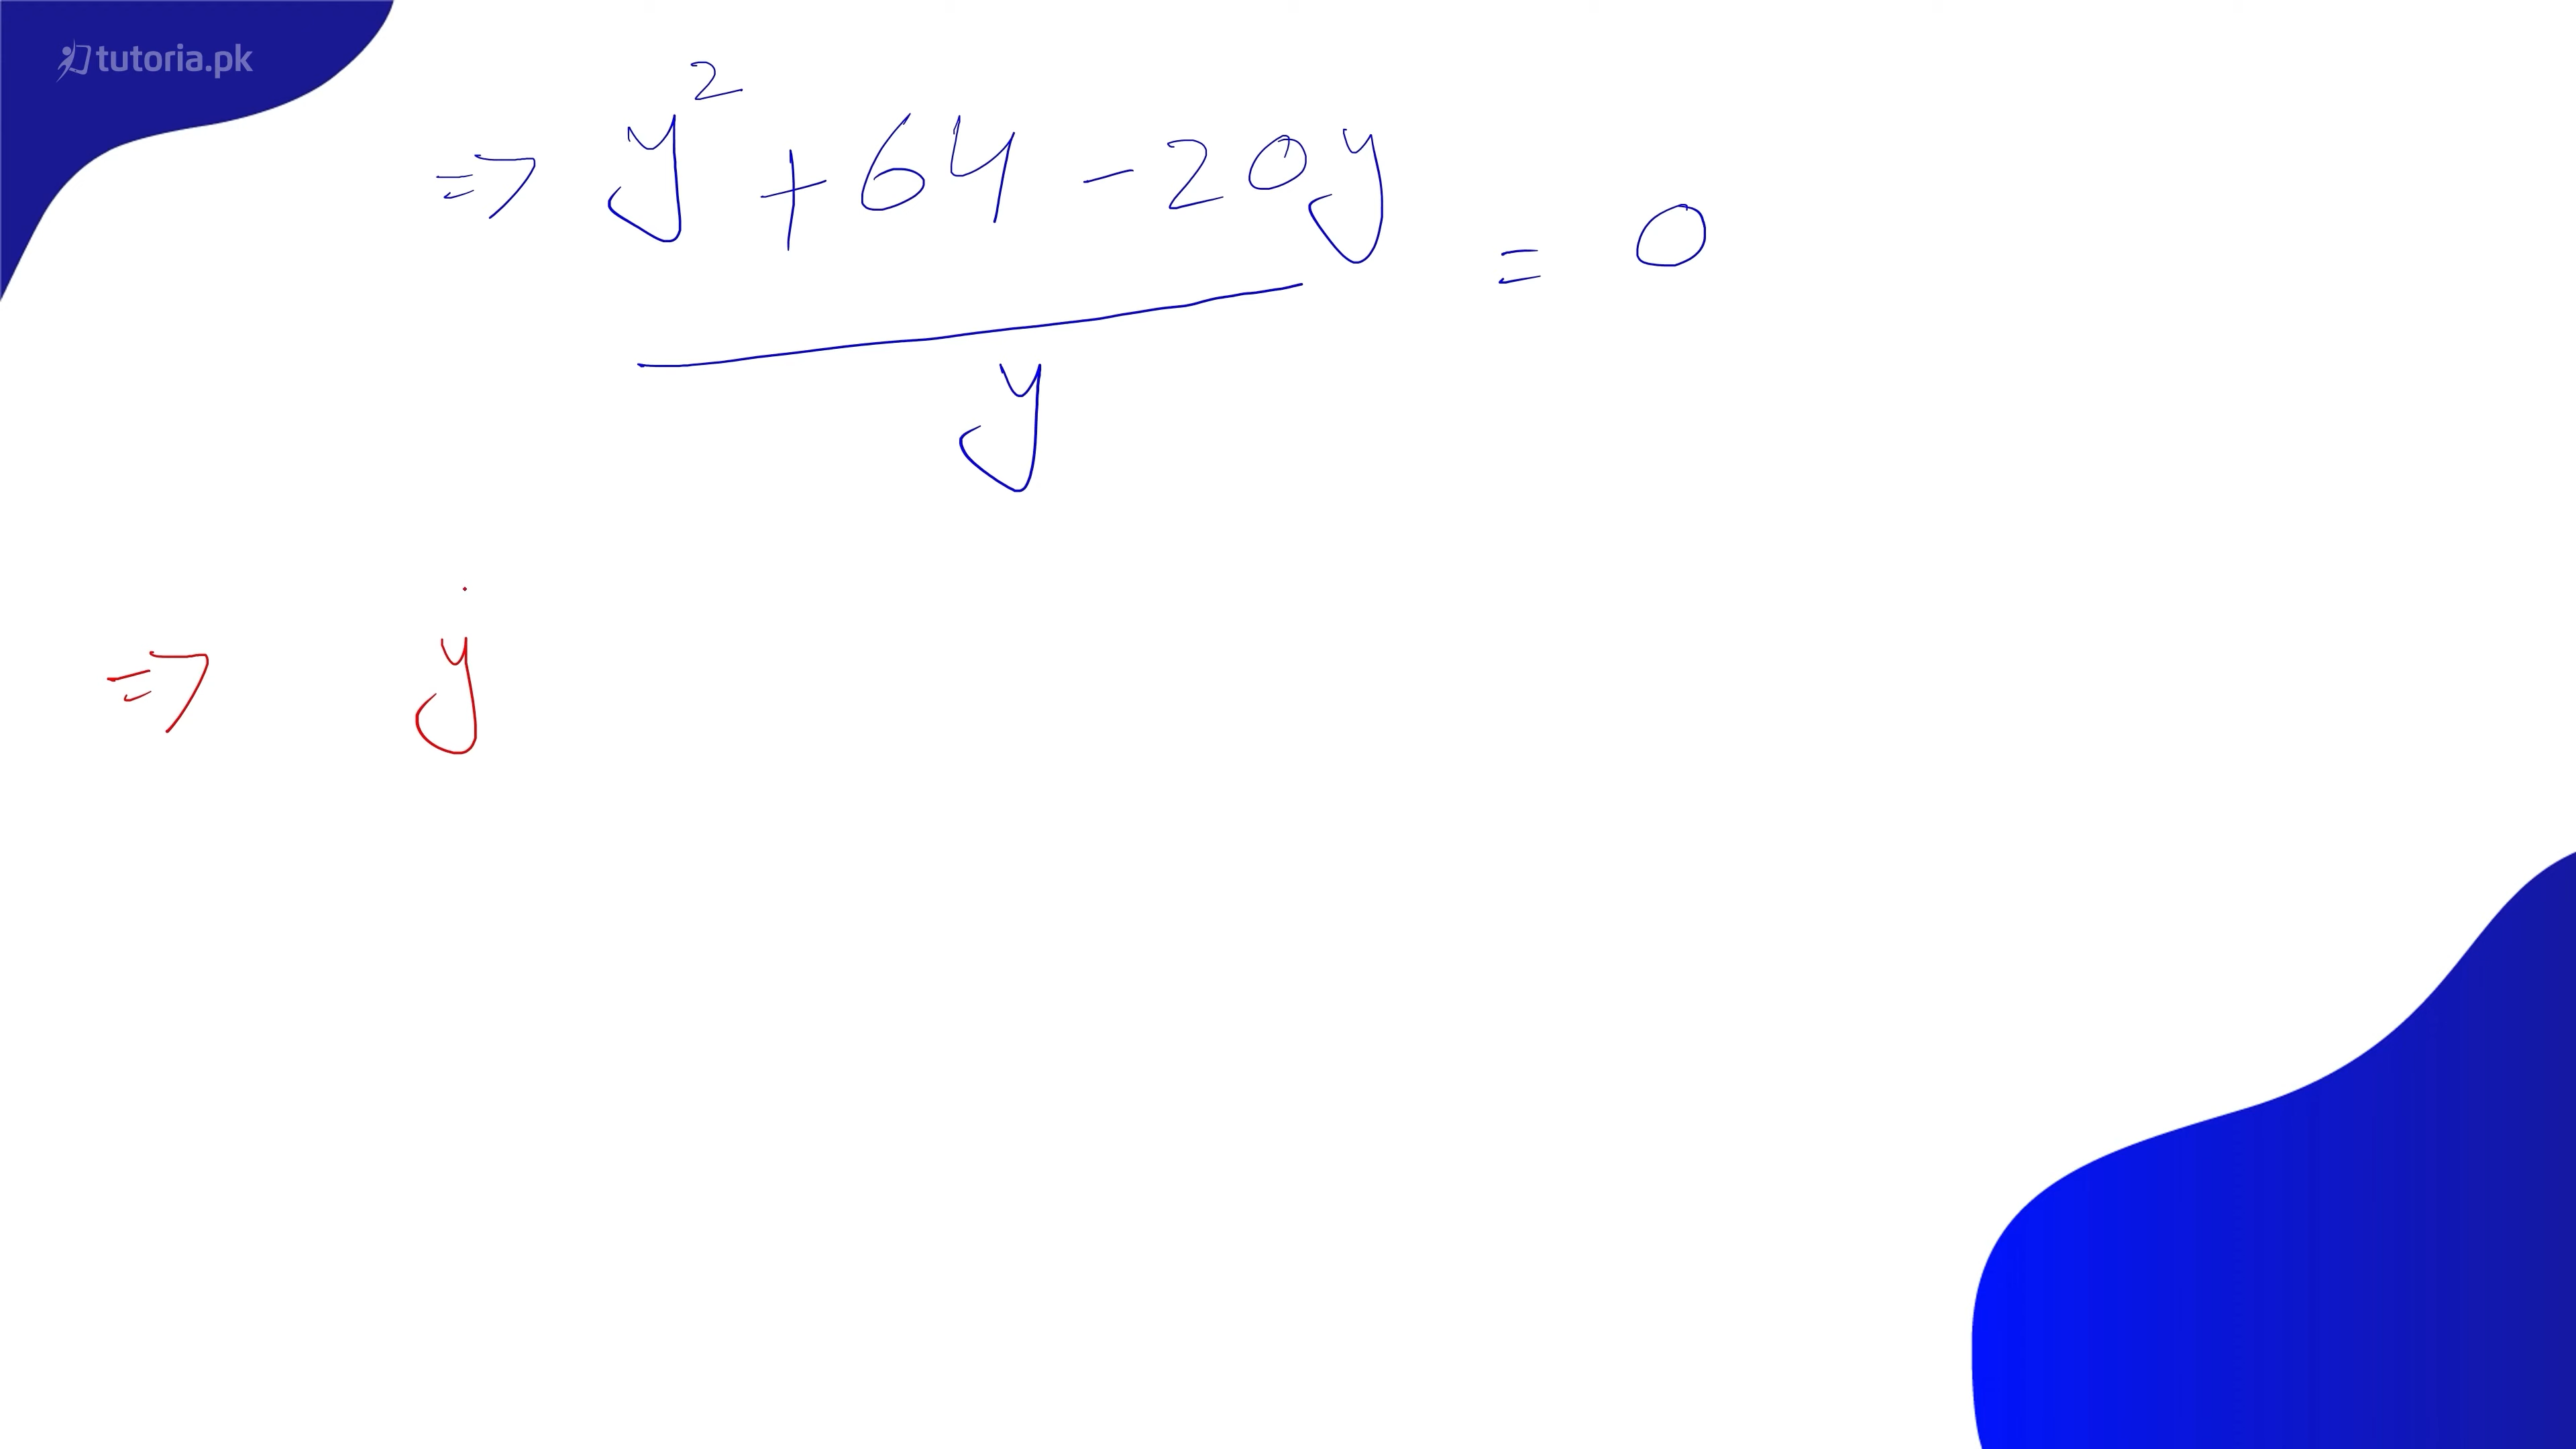 tutoria.pk
⇒ y² + 64 - 20y = 0
y
⇒ y